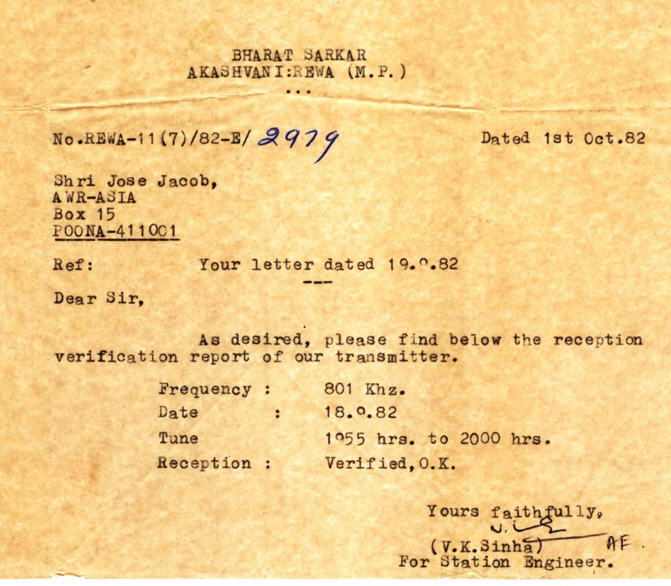 BHARAT SARKAR
AKASHVANI:REWA (M.P.)
...
No.REWA-11(7)/82-E/ 2979 Dated 1st Oct.82
Shri Jose Jacob,
AWR-ASIA
Box 15
POONA-411001
Ref: Your letter dated 19.9.82
---
Dear Sir,
As desired, please find below the reception
verification report of our transmitter.
Frequency : 801 Khz.
Date : 18.9.82
Tune 1955 hrs. to 2000 hrs.
Reception : Verified,O.K.
Yours faithfully,
(V.K.Sinha) AE
For Station Engineer.